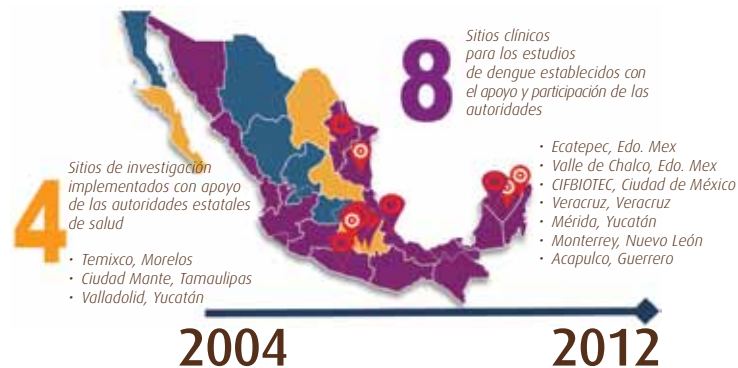 8
Sitios clínicos
para los estudios
de dengue establecidos con
el apoyo y participación de las
autoridades
• Ecatepec, Edo. Mex
• Valle de Chalco, Edo. Mex
• CIFBIOTEC, Ciudad de México
• Veracruz, Veracruz
• Mérida, Yucatán
• Monterrey, Nuevo León
• Acapulco, Guerrero
4
Sitios de investigación
implementados con apoyo
de las autoridades estatales
de salud
• Temixco, Morelos
• Ciudad Mante, Tamaulipas
• Valladolid, Yucatán
2004
2012